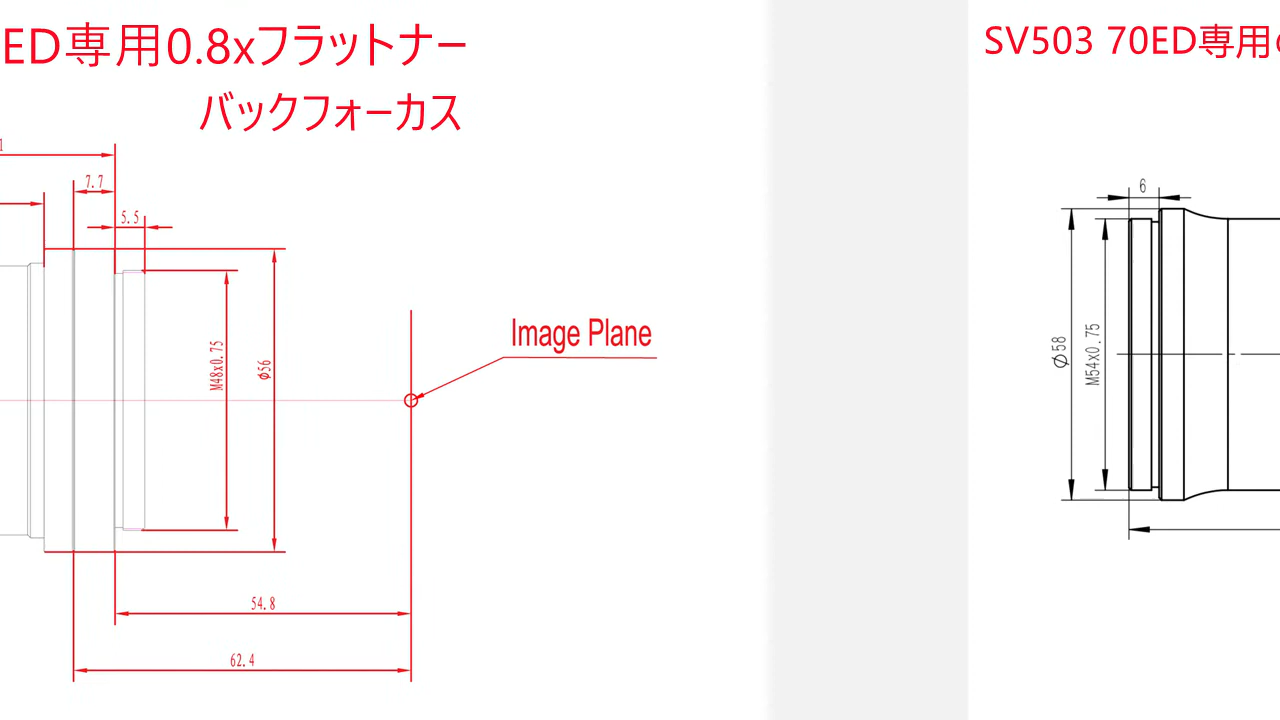 ED専用0.8xフラットナー
バックフォーカス
7.7
5.5
M48x0.75
φ56
Image Plane
54.8
62.4
SV503 70ED専用
6
φ58
M54x0.75